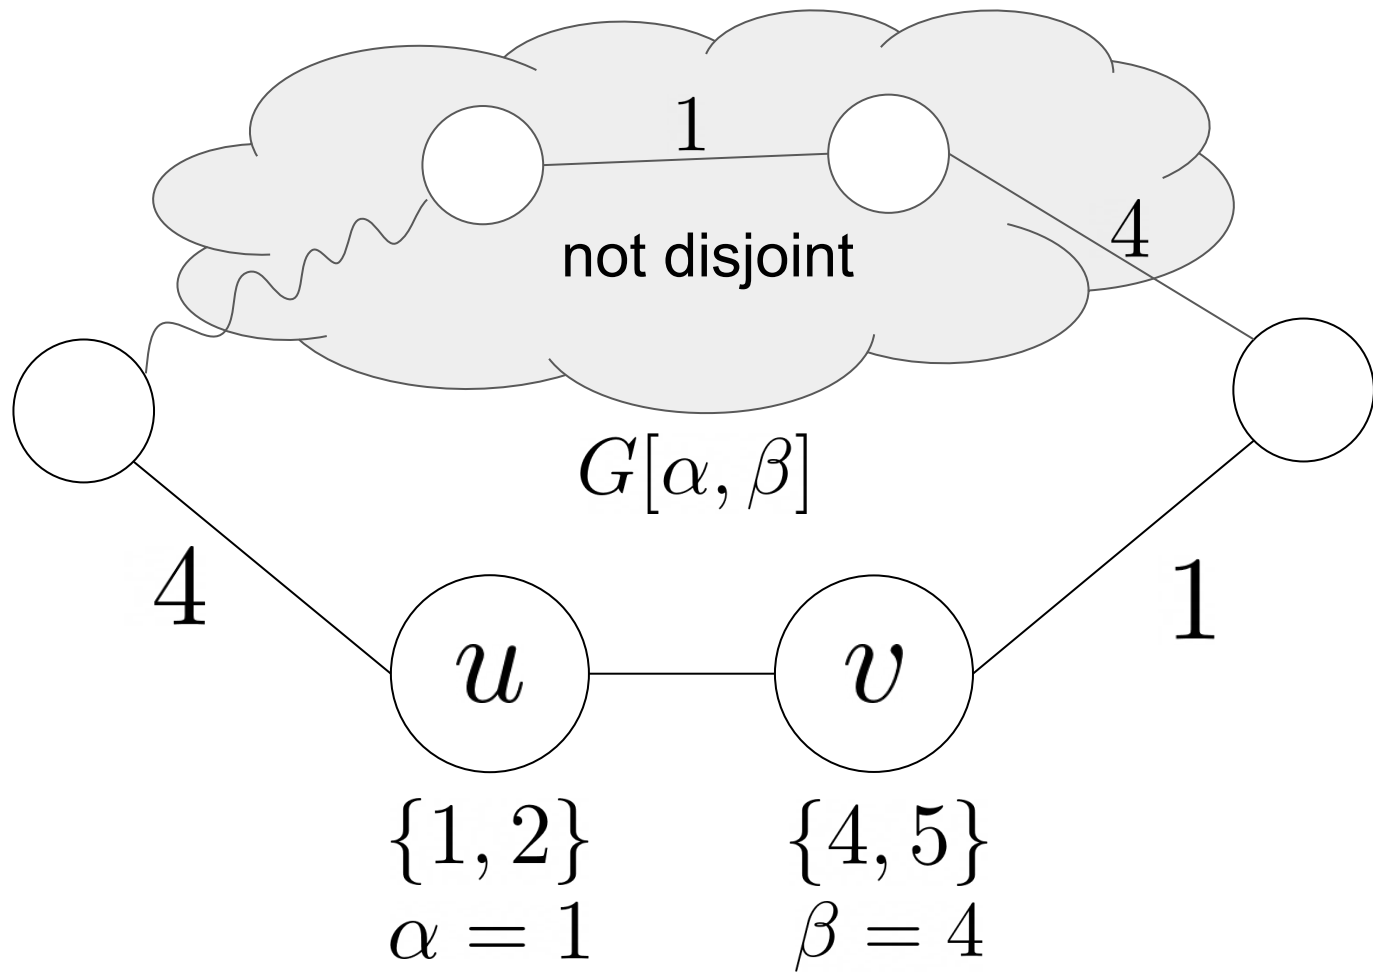 1
4
not disjoint
G[α, β]
4
1
u
v
{1, 2}
{4, 5}
α = 1
β = 4